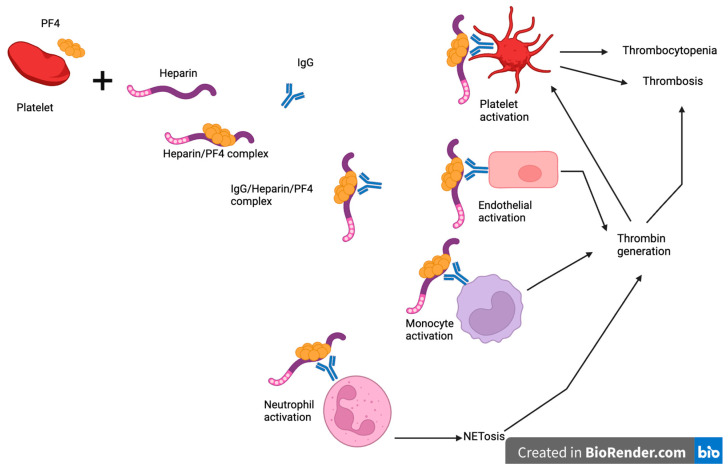 PF4
Platelet
Heparin
IgG
Heparin/PF4 complex
IgG/Heparin/PF4
complex
Platelet
activation
Thrombocytopenia
Thrombosis
Endothelial
activation
Thrombin
generation
Monocyte
activation
Neutrophil
activation
NETosis
Created in BioRender.com
bio